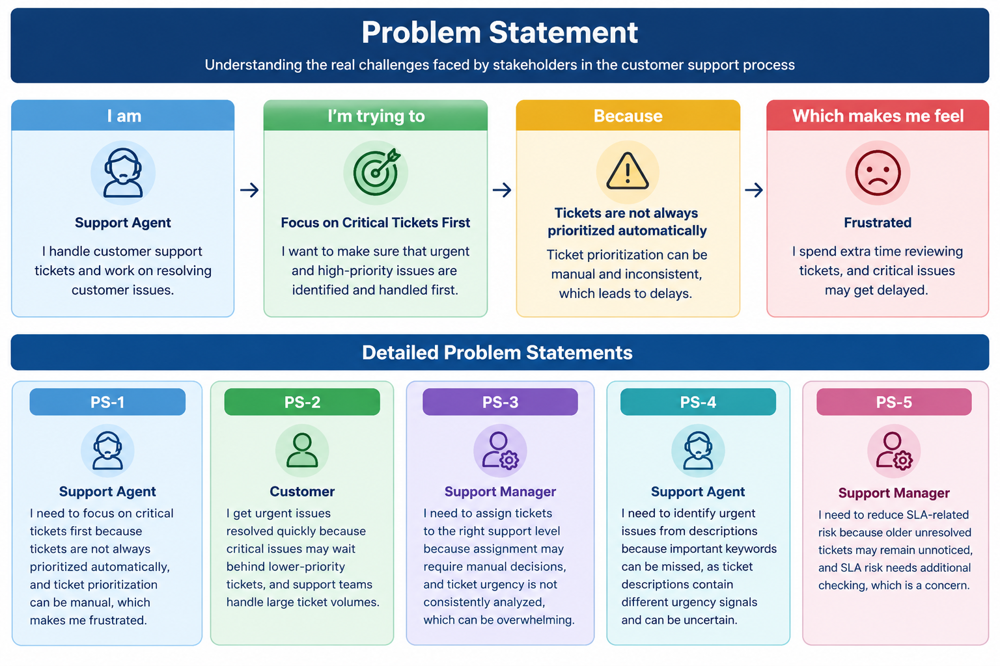 Problem Statement
Understanding the real challenges faced by stakeholders in the customer support process
I am
Support Agent
I handle customer support
tickets and work on resolving
customer issues.
I'm trying to
Focus on Critical Tickets First
I want to make sure that urgent
and high-priority issues are
identified and handled first.
Because
Tickets are not always
prioritized automatically
Ticket prioritization can be
manual and inconsistent,
which leads to delays.
Which makes me feel
Frustrated
I spend extra time reviewing
tickets, and critical issues
may get delayed.
Detailed Problem Statements
PS-1
Support Agent
I need to focus on critical
tickets first because
tickets are not always
prioritized automatically,
and ticket prioritization
can be manual, which
makes me frustrated.
PS-2
Customer
I get urgent issues
resolved quickly because
critical issues may wait
behind lower-priority
tickets, and support teams
handle large ticket volumes.
PS-3
Support Manager
I need to assign tickets
to the right support level
because assignment may
require manual decisions,
and ticket urgency is not
consistently analyzed,
which can be overwhelming.
PS-4
Support Agent
I need to identify urgent
issues from descriptions
because important keywords
can be missed, as ticket
descriptions contain
different urgency signals
and can be uncertain.
PS-5
Support Manager
I need to reduce SLA-related
risk because older unresolved
tickets may remain unnoticed,
and SLA risk needs additional
checking, which is a concern.